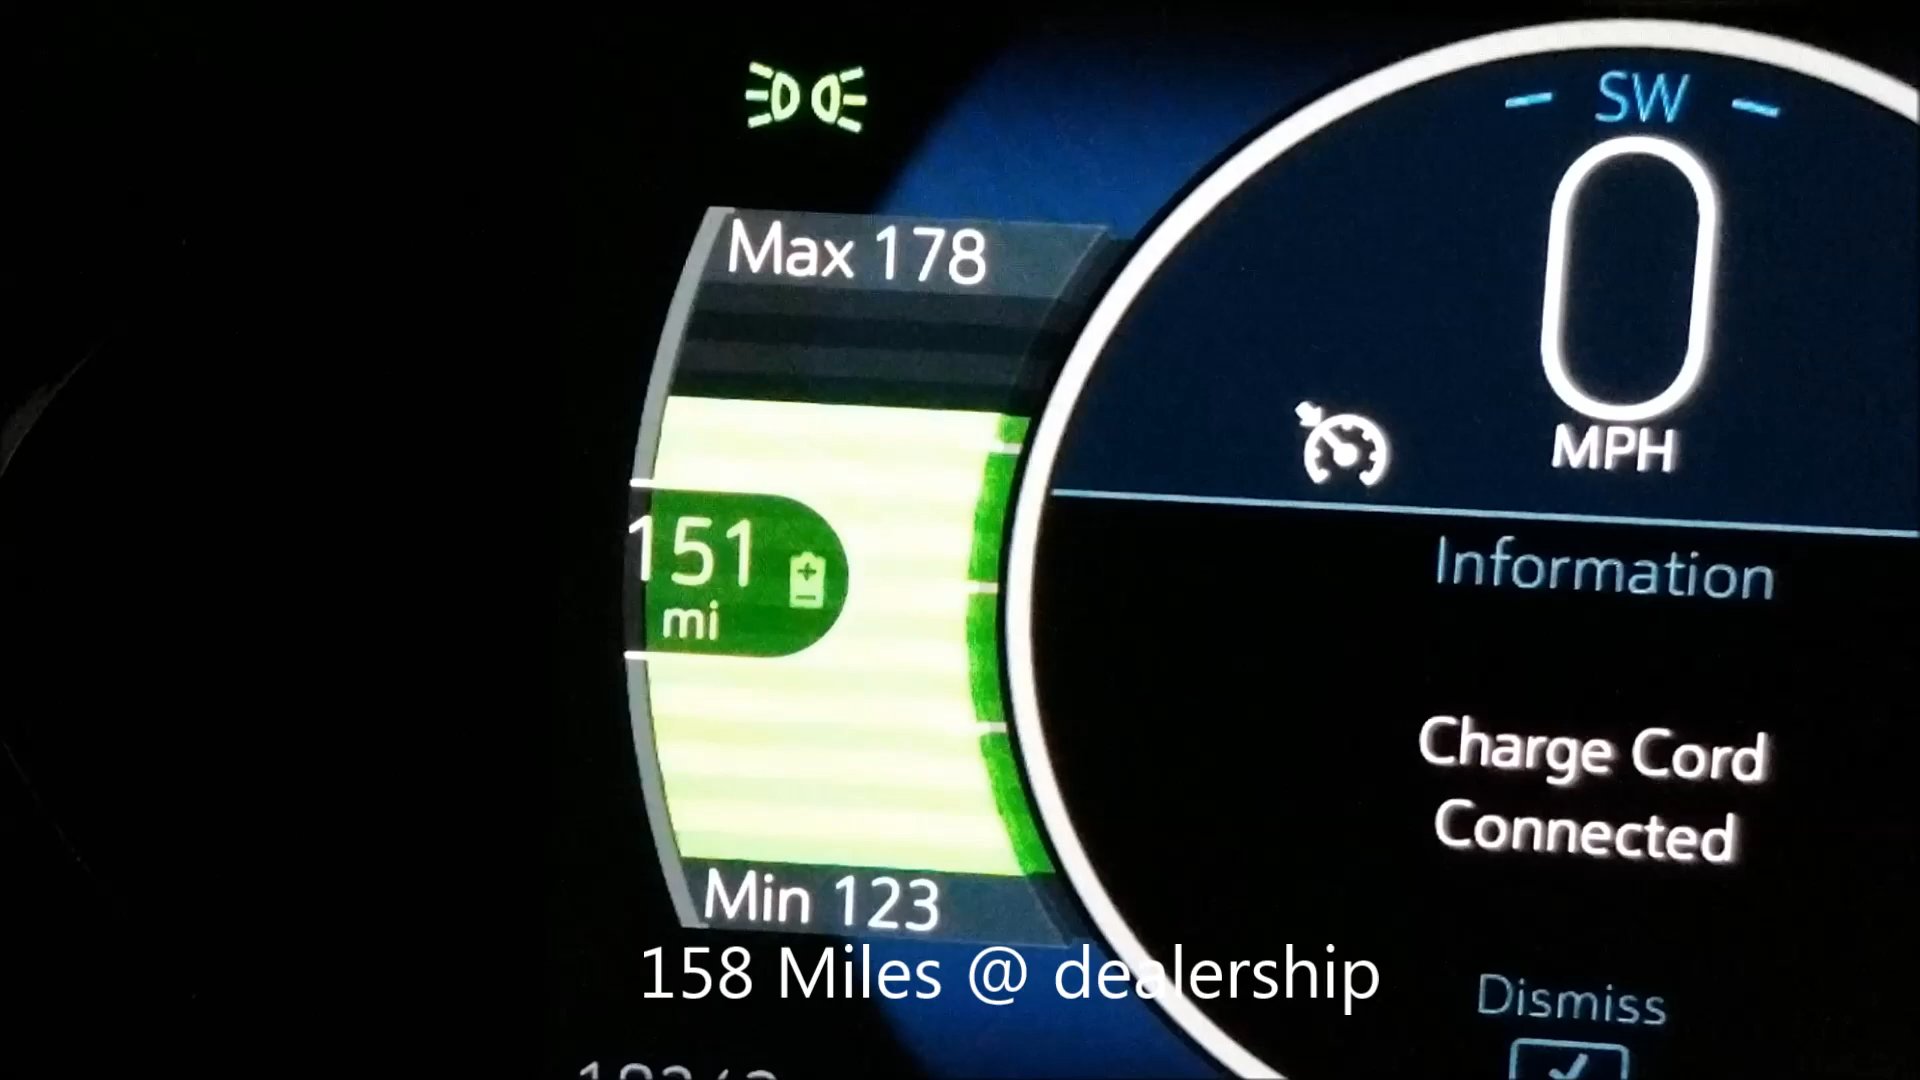 SW
Max 178
0
MPH
151
mi
Information
Charge Cord
Connected
Min 123
158 Miles @ dealership
Dismiss